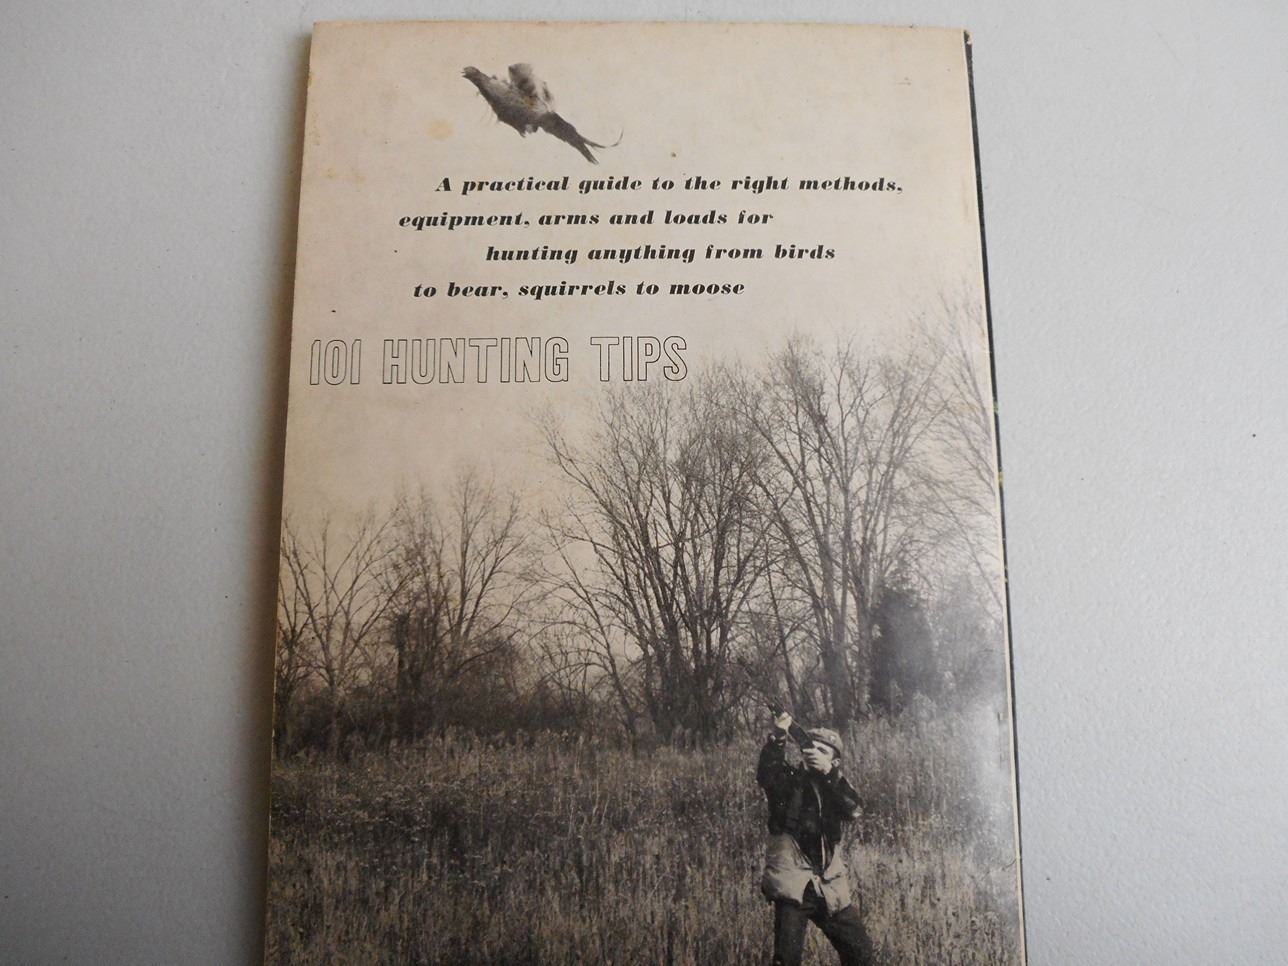 A practical guide to the right methods,
equipment, arms and loads for
hunting anything from birds
to bear, squirrels to moose
101 HUNTING TIPS